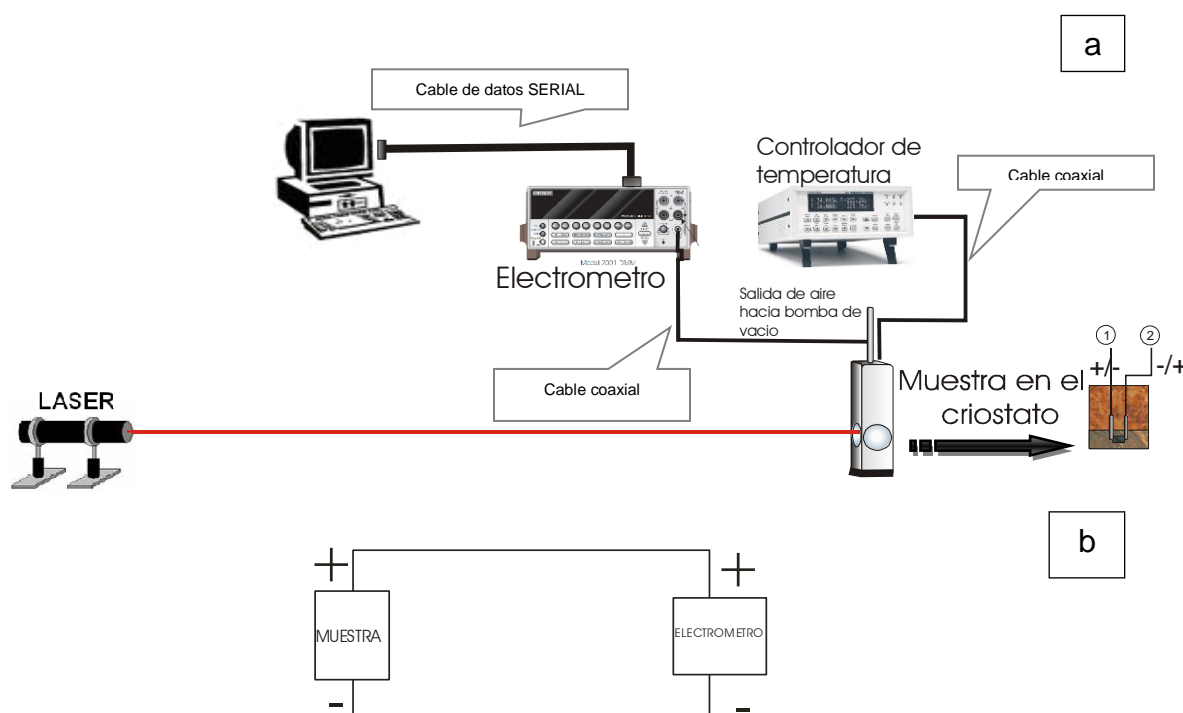 a
Cable de datos SERIAL
Controlador de
temperatura
Cable coaxial
Electrometro
Salida de aire
hacia bomba de
vacio
1 2
+/- -/+
Muestra en el
criostato
Cable coaxial
LASER
b
+ +
MUESTRA
ELECTROMETRO
- -